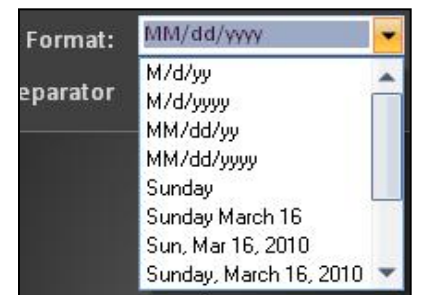 Format: MM/dd/yyyy
eparator
M/d/yy
M/d/yyyy
MM/dd/yy
MM/dd/yyyy
Sunday
Sunday March 16
Sun, Mar 16, 2010
Sunday, March 16, 2010